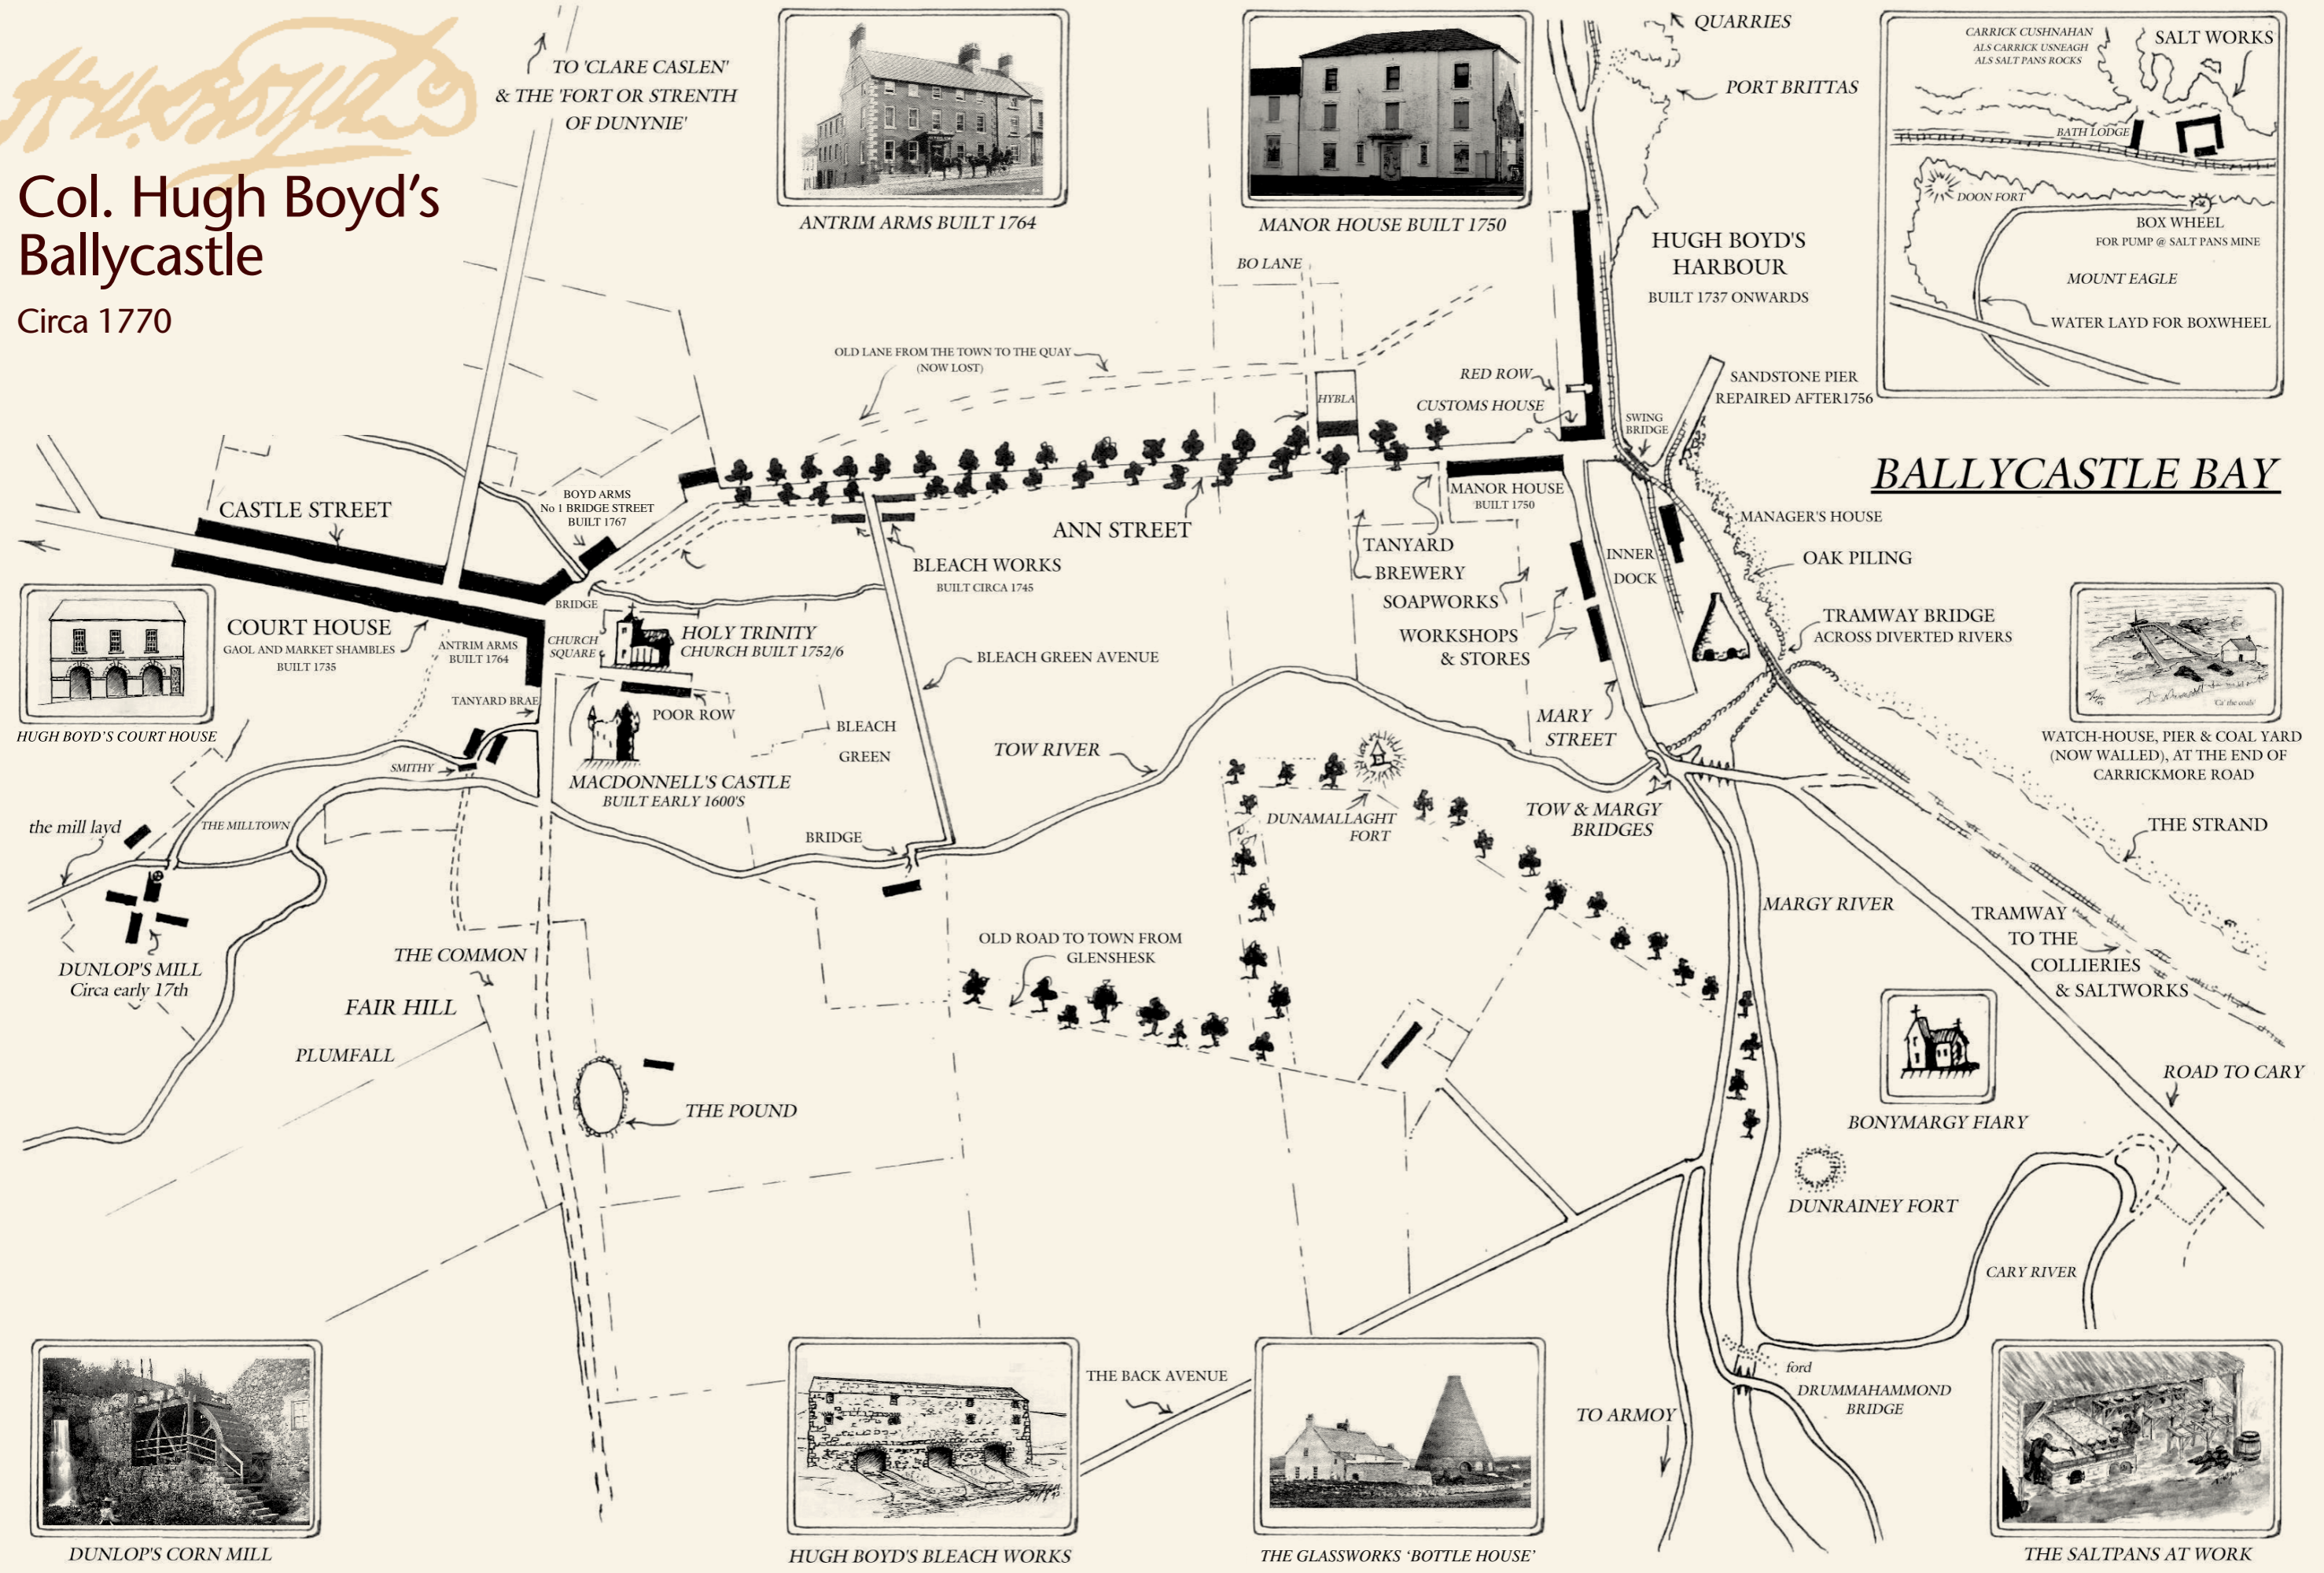 Hu. Boyd
Col. Hugh Boyd's
Ballycastle
Circa 1770
TO 'CLARE CASLEN'
& THE 'FORT OR STRENTH
OF DUNYNIE'
ANTRIM ARMS BUILT 1764
MANOR HOUSE BUILT 1750
QUARRIES
PORT BRITTAS
CARRICK CUSHNAHAN
ALS CARRICK USNEAGH
ALS SALT PANS ROCKS
SALT WORKS
BATH LODGE
DOON FORT
BOX WHEEL
FOR PUMP @ SALT PANS MINE
MOUNT EAGLE
WATER LAYD FOR BOXWHEEL
HUGH BOYD'S
HARBOUR
BUILT 1737 ONWARDS
BO LANE
OLD LANE FROM THE TOWN TO THE QUAY
(NOW LOST)
HYBLA
RED ROW
CUSTOMS HOUSE
SWING
BRIDGE
SANDSTONE PIER
REPAIRED AFTER1756
BALLYCASTLE BAY
CASTLE STREET
BOYD ARMS
No 1 BRIDGE STREET
BUILT 1767
ANN STREET
MANOR HOUSE
BUILT 1750
MANAGER'S HOUSE
OAK PILING
BLEACH WORKS
BUILT CIRCA 1745
TANYARD
BREWERY
SOAPWORKS
WORKSHOPS
& STORES
INNER
DOCK
TRAMWAY BRIDGE
ACROSS DIVERTED RIVERS
COURT HOUSE
GAOL AND MARKET SHAMBLES
BUILT 1735
HUGH BOYD'S COURT HOUSE
ANTRIM ARMS
BUILT 1764
BRIDGE
CHURCH
SQUARE
HOLY TRINITY
CHURCH BUILT 1752/6
BLEACH GREEN AVENUE
TANYARD BRAE
POOR ROW
BLEACH
GREEN
TOW RIVER
MARY
STREET
'Ca' the coals'
WATCH-HOUSE, PIER & COAL YARD
(NOW WALLED), AT THE END OF
CARRICKMORE ROAD
SMITHY
MACDONNELL'S CASTLE
BUILT EARLY 1600'S
the mill layd
THE MILLTOWN
BRIDGE
DUNAMALLAGHT
FORT
TOW & MARGY
BRIDGES
THE STRAND
DUNLOP'S MILL
Circa early 17th
THE COMMON
FAIR HILL
PLUMFALL
OLD ROAD TO TOWN FROM
GLENSHESK
MARGY RIVER
TRAMWAY
TO THE
COLLIERIES
& SALTWORKS
THE POUND
BONYMARGY FIARY
ROAD TO CARY
DUNRAINEY FORT
CARY RIVER
THE BACK AVENUE
TO ARMOY
ford
DRUMMAHAMMOND
BRIDGE
DUNLOP'S CORN MILL
HUGH BOYD'S BLEACH WORKS
THE GLASSWORKS ‘BOTTLE HOUSE’
THE SALTPANS AT WORK